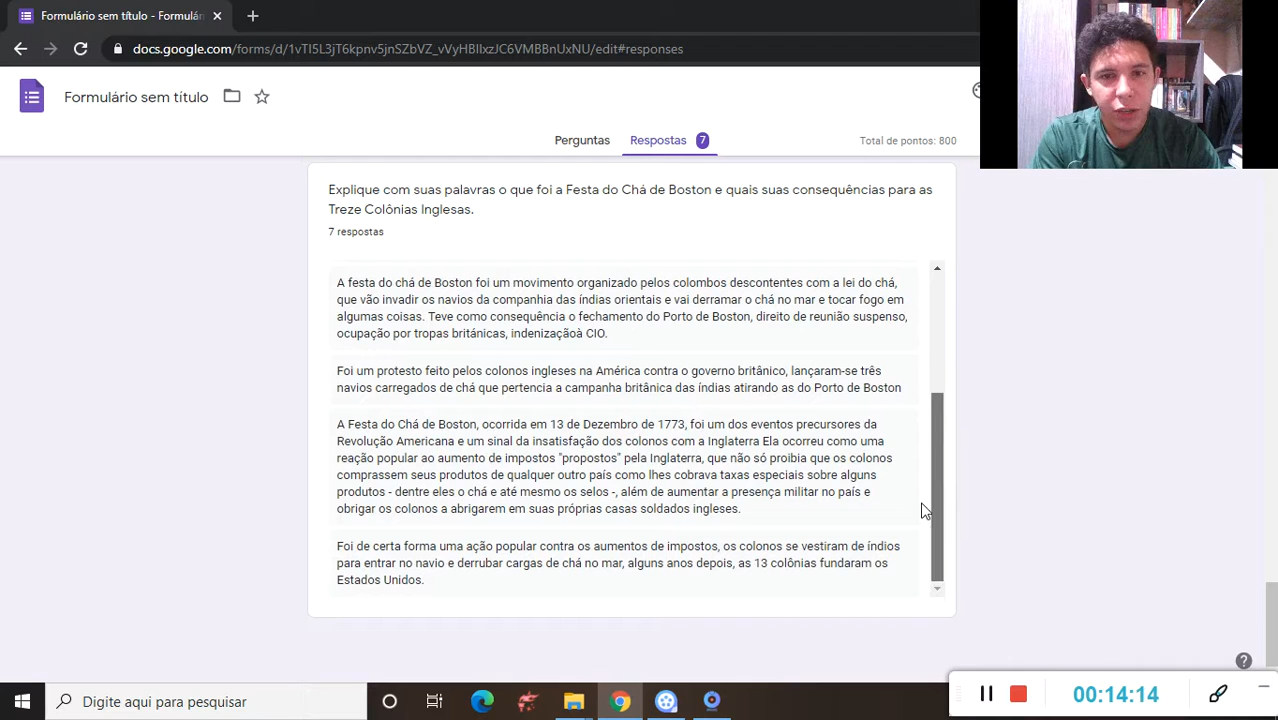 Formulário sem título - Formulár
docs.google.com/forms/d/1vTI5L3jT6kpnv5jnSZbVZ_vVyHBIIxzJC6VMBBnUxNU/edit#responses
Formulário sem título
Perguntas
Respostas 7
Total de pontos: 800
Explique com suas palavras o que foi a Festa do Chá de Boston e quais suas consequências para as
Treze Colônias Inglesas.
7 respostas
A festa do chá de Boston foi um movimento organizado pelos colombos descontentes com a lei do chá,
que vão invadir os navios da companhia das índias orientais e vai derramar o chá no mar e tocar fogo em
algumas coisas. Teve como consequência o fechamento do Porto de Boston, direito de reunião suspenso,
ocupação por tropas británicas, indenizaçãoà CIO.
Foi um protesto feito pelos colonos ingleses na América contra o governo britânico, lançaram-se três
navios carregados de chá que pertencia a campanha britânica das índias atirando as do Porto de Boston
A Festa do Chá de Boston, ocorrida em 13 de Dezembro de 1773, foi um dos eventos precursores da
Revolução Americana e um sinal da insatisfação dos colonos com a Inglaterra Ela ocorreu como uma
reação popular ao aumento de impostos "propostos" pela Inglaterra, que não só proibia que os colonos
comprassem seus produtos de qualquer outro país como lhes cobrava taxas especiais sobre alguns
produtos - dentre eles o chá e até mesmo os selos -, além de aumentar a presença militar no país e
obrigar os colonos a abrigarem em suas próprias casas soldados ingleses.
Foi de certa forma uma ação popular contra os aumentos de impostos, os colonos se vestiram de índios
para entrar no navio e derrubar cargas de chá no mar, alguns anos depois, as 13 colônias fundaram os
Estados Unidos.
Digite aqui para pesquisar
00:14:14